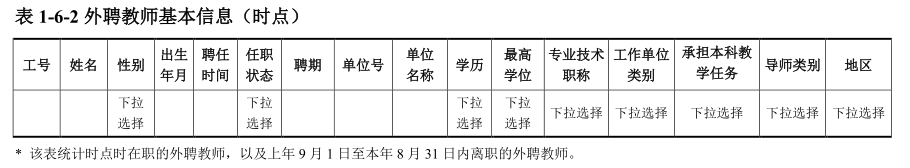 表 1-6-2 外聘教师基本信息（时点）
工号 姓名 性别 出生年月 聘任时间 任职状态 聘期 单位号 单位名称 学历 最高学位 专业技术职称 工作单位类别 承担本科教学任务 导师类别 地区
下拉选择 下拉选择 下拉选择 下拉选择 下拉选择 下拉选择 下拉选择 下拉选择 下拉选择
* 该表统计时点时在职的外聘教师，以及上年 9 月 1 日至本年 8 月 31 日内离职的外聘教师。